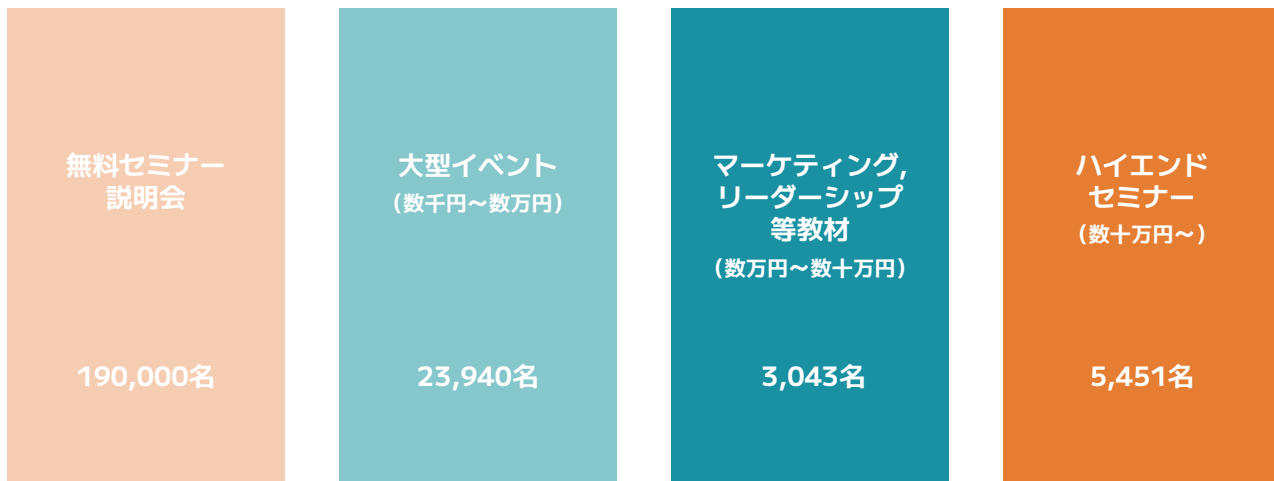 無料セミナー
説明会
190,000名
大型イベント
（数千円〜数万円）
23,940名
マーケティング,
リーダーシップ
等教材
（数万円〜数十万円）
3,043名
ハイエンド
セミナー
（数十万円〜）
5,451名